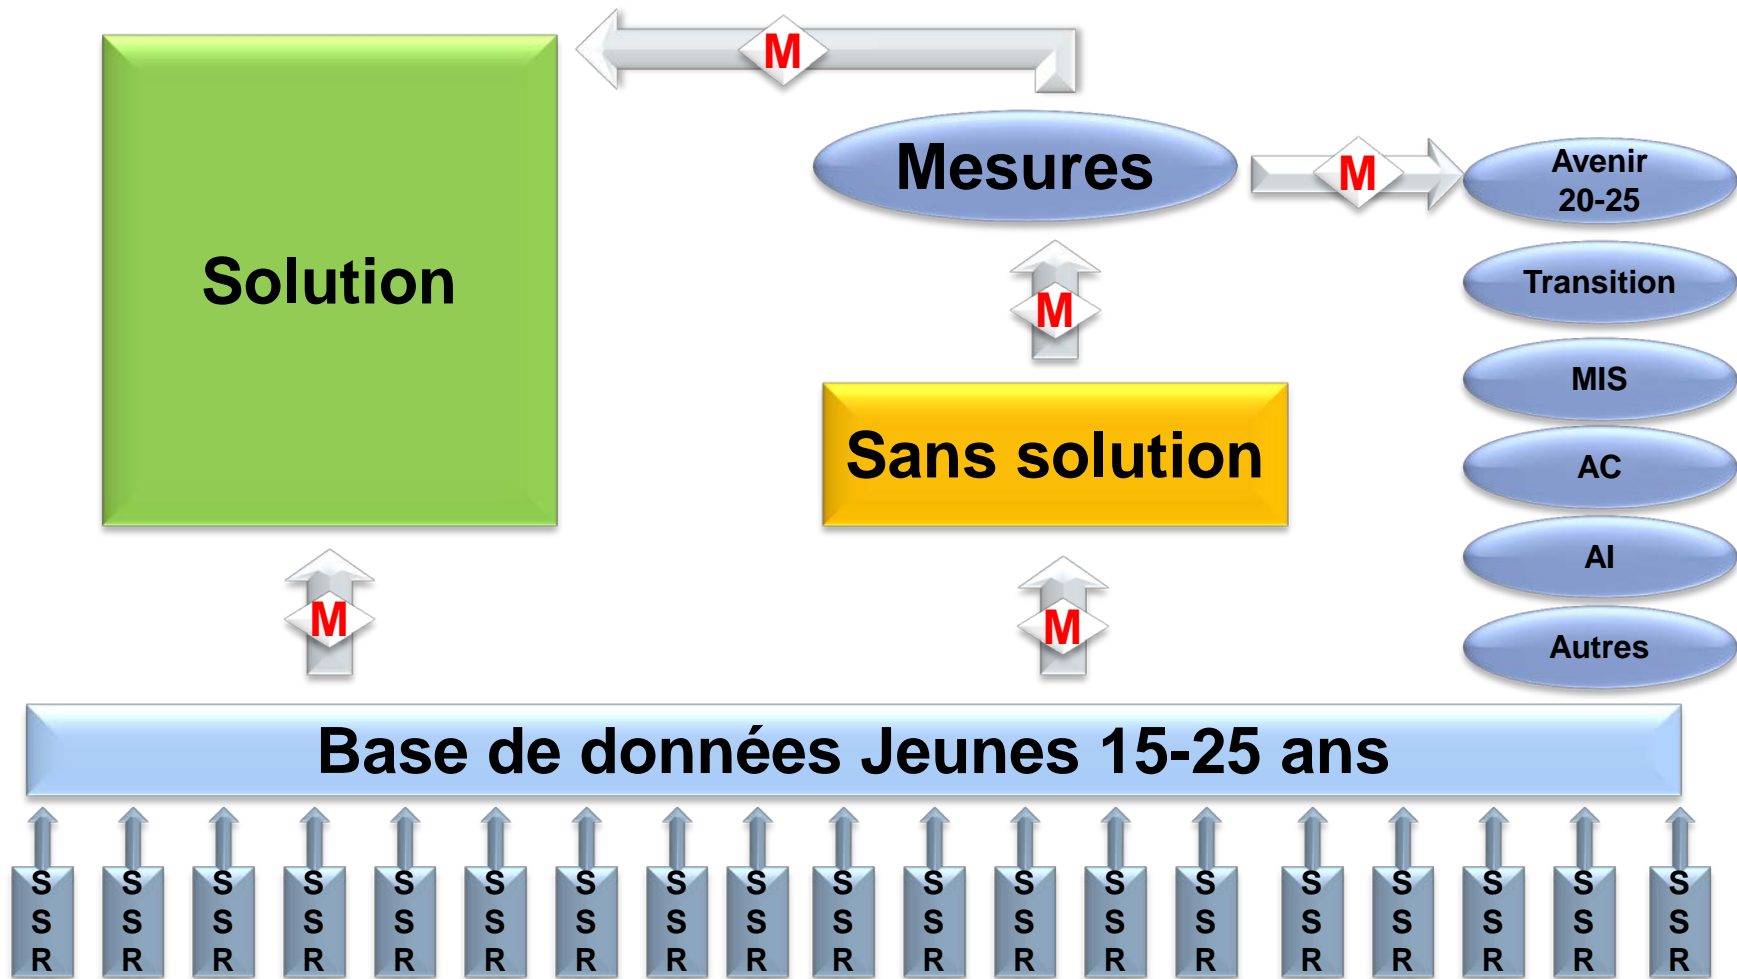 M
Mesures
M
Avenir
20-25
Solution
Transition
M
MIS
Sans solution
AC
AI
M
M
Autres
Base de données Jeunes 15-25 ans
S S S S S S S S S S S S S S S S S S S
S S S S S S S S S S S S S S S S S S S
R R R R R R R R R R R R R R R R R R R